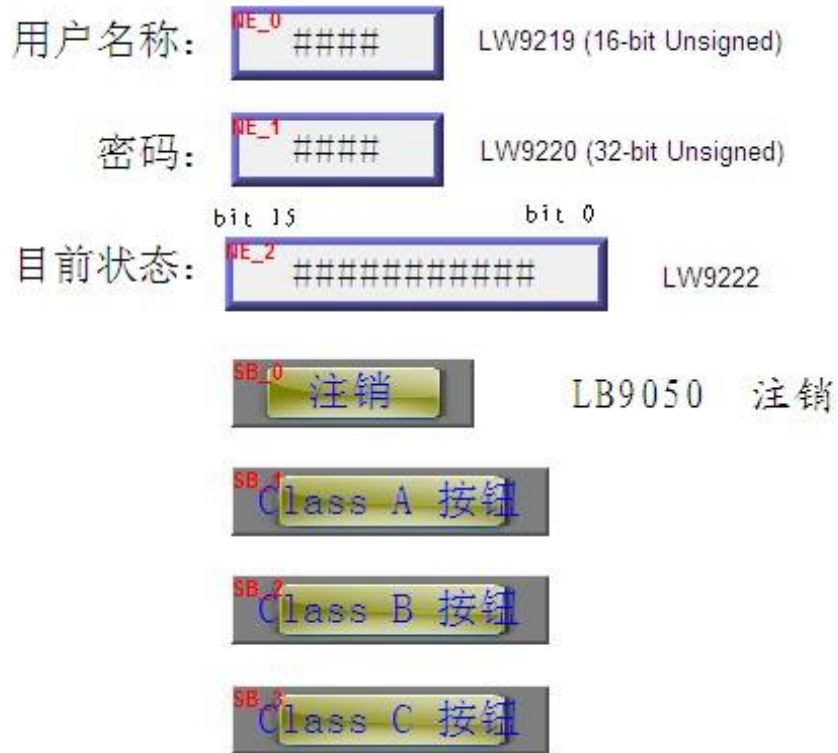 用户名称： NE_0 #### LW9219 (16-bit Unsigned)
密码： NE_1 #### LW9220 (32-bit Unsigned)
bit 15 bit 0
目前状态： NE_2 ########### LW9222
SB_0 注销 LB9050 注销
SB_1 Class A 按钮
SB_2 Class B 按钮
SB_3 Class C 按钮